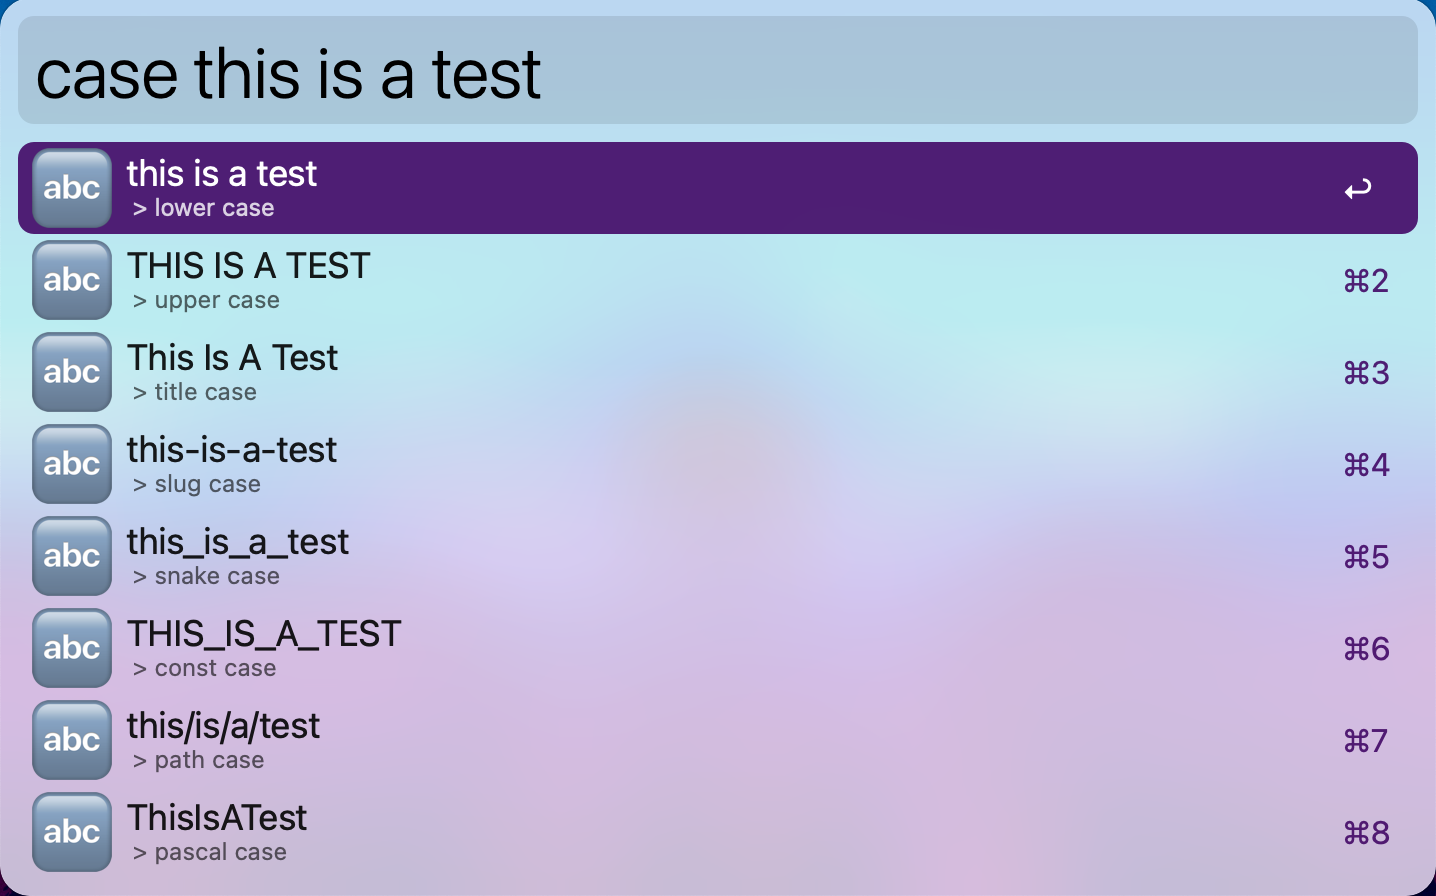 case this is a test
abc
this is a test
> lower case
↩
abc
THIS IS A TEST
> upper case
⌘2
abc
This Is A Test
> title case
⌘3
abc
this-is-a-test
> slug case
⌘4
abc
this_is_a_test
> snake case
⌘5
abc
THIS_IS_A_TEST
> const case
⌘6
abc
this/is/a/test
> path case
⌘7
abc
ThisIsATest
> pascal case
⌘8